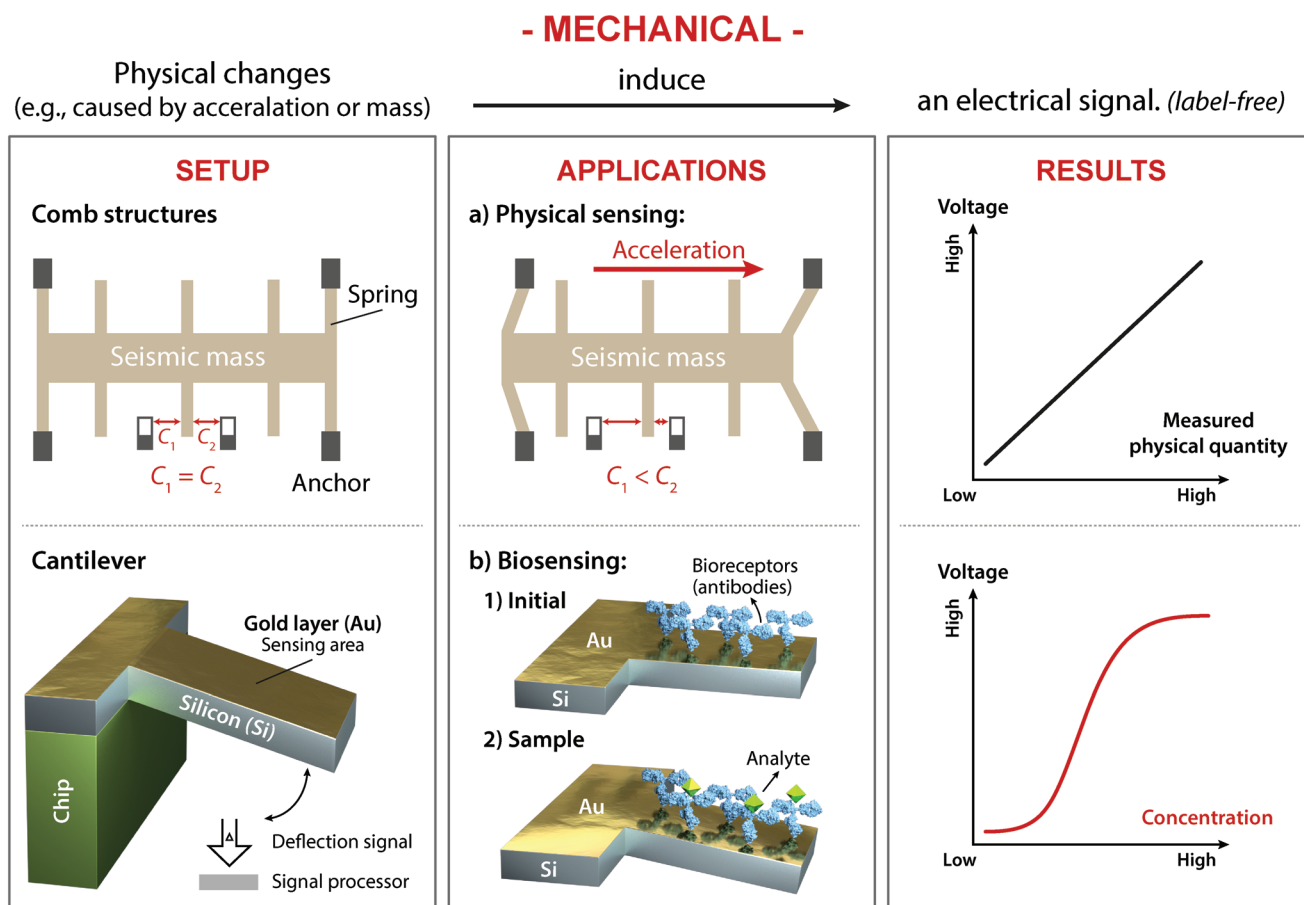 - MECHANICAL -
Physical changes
(e.g., caused by acceralation or mass)
induce
an electrical signal. (label-free)
SETUP
Comb structures
Spring
Seismic mass
C1
C2
C1 = C2
Anchor
Cantilever
Gold layer (Au)
Sensing area
Silicon (Si)
Chip
Δ
Deflection signal
Signal processor
APPLICATIONS
a) Physical sensing:
Acceleration
Seismic mass
C1 < C2
b) Biosensing:
Bioreceptors
(antibodies)
1) Initial
Au
Si
2) Sample
Analyte
Au
Si
RESULTS
Voltage
High
Measured
physical quantity
Low
High
Voltage
High
Concentration
Low
High